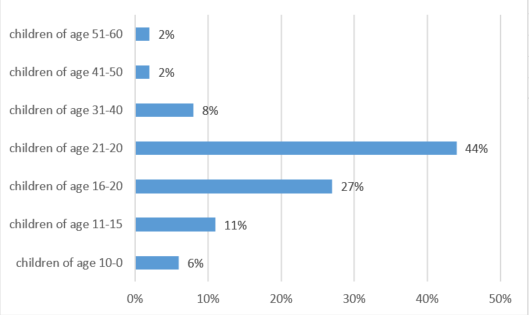 children of age 51-60 2%
children of age 41-50 2%
children of age 31-40 8%
children of age 21-20 44%
children of age 16-20 27%
children of age 11-15 11%
children of age 10-0 6%
0% 10% 20% 30% 40% 50%